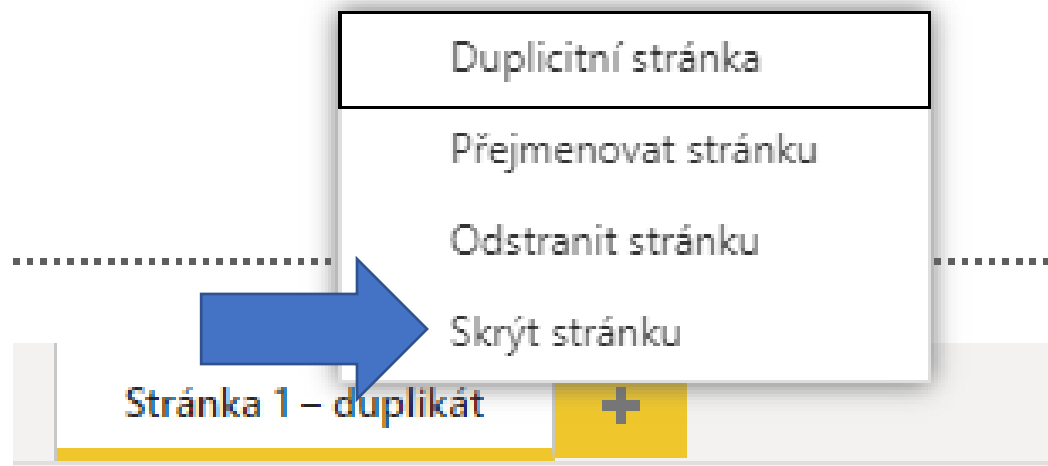 Duplicitní stránka
Přejmenovat stránku
Odstranit stránku
Skrýt stránku
Stránka 1 – duplikát
+